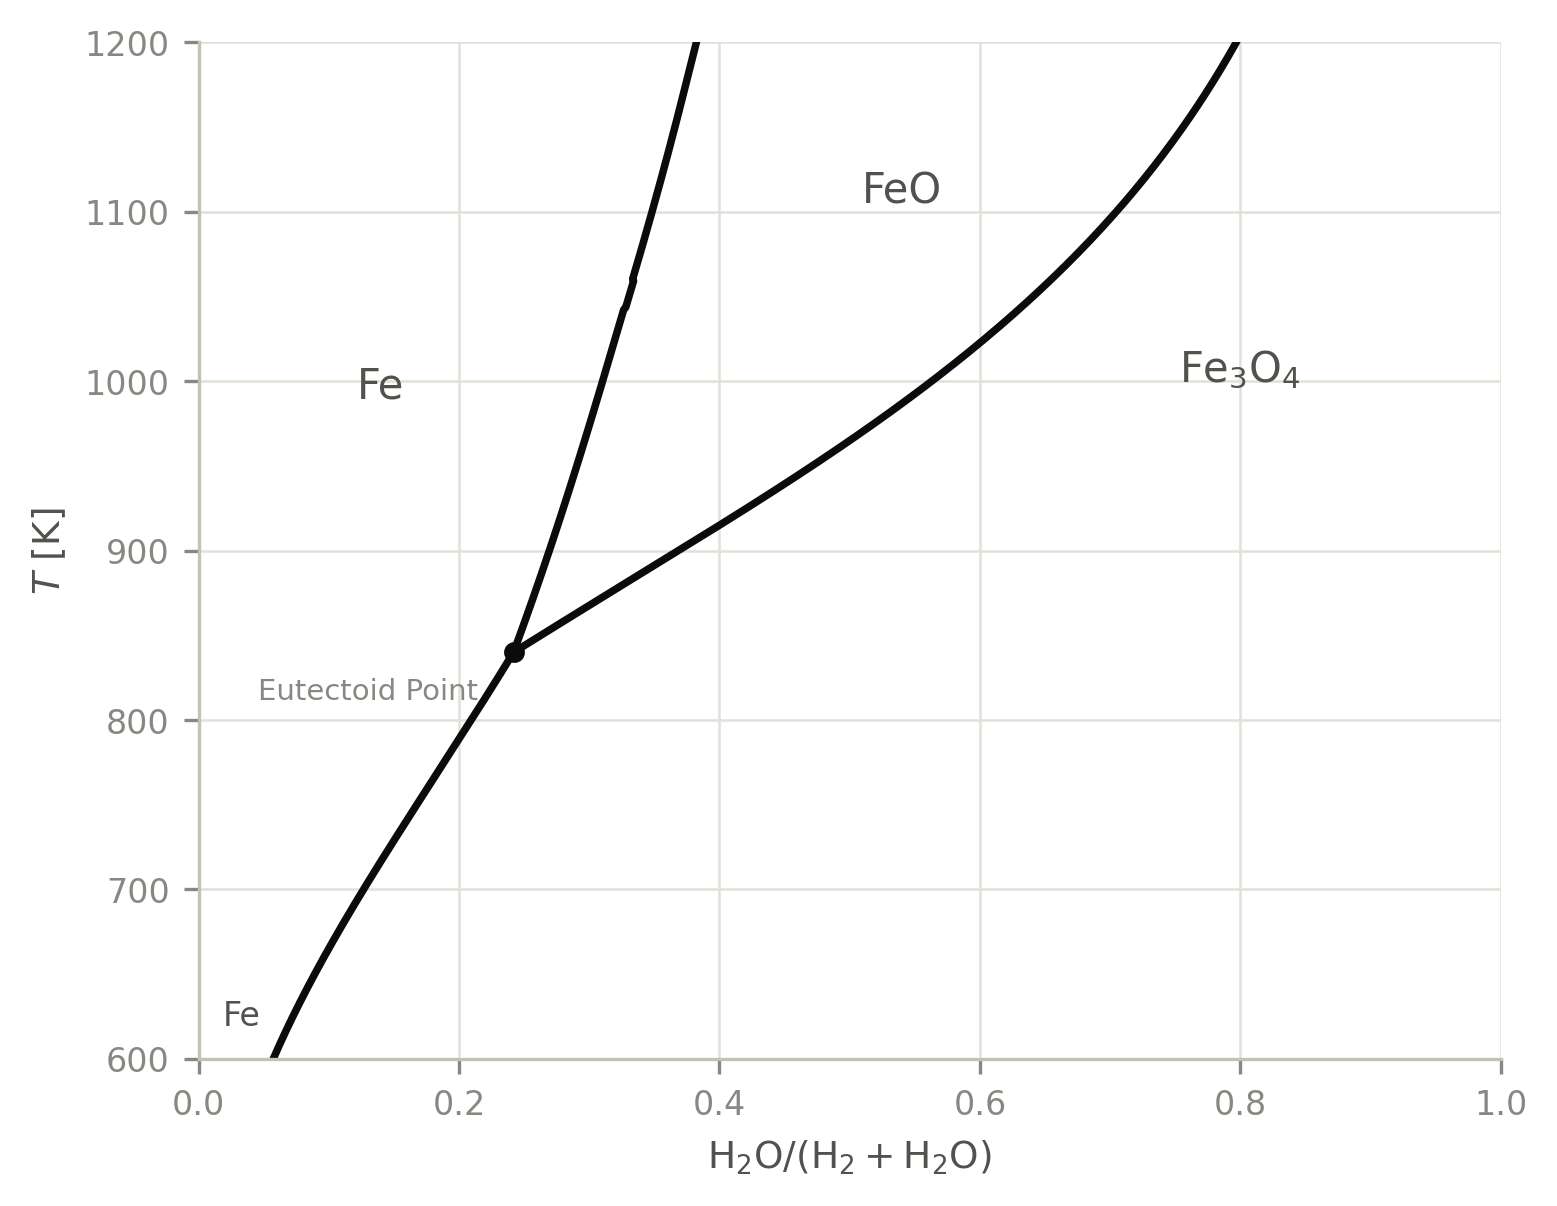 1200
1100
1000
900
800
700
600
T [K]
FeO
Fe₃O₄
Fe
Eutectoid Point
Fe
0.0 0.2 0.4 0.6 0.8 1.0
H₂O/(H₂ + H₂O)